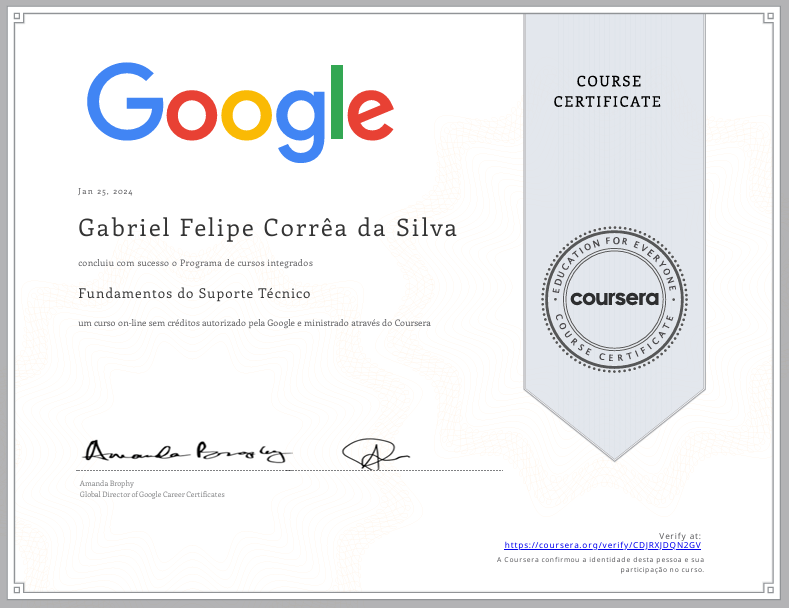 Google
COURSE
CERTIFICATE
Jan 25, 2024
Gabriel Felipe Corrêa da Silva
concluiu com sucesso o Programa de cursos integrados
Fundamentos do Suporte Técnico
um curso on-line sem créditos autorizado pela Google e ministrado através do Coursera
EDUCATION FOR EVERYONE
coursera
COURSE CERTIFICATE
Amanda Brophy
Amanda Brophy
Global Director of Google Career Certificates
Verify at:
https://coursera.org/verify/CDJRXJDQN2GV
A Coursera confirmou a identidade desta pessoa e sua
participação no curso.